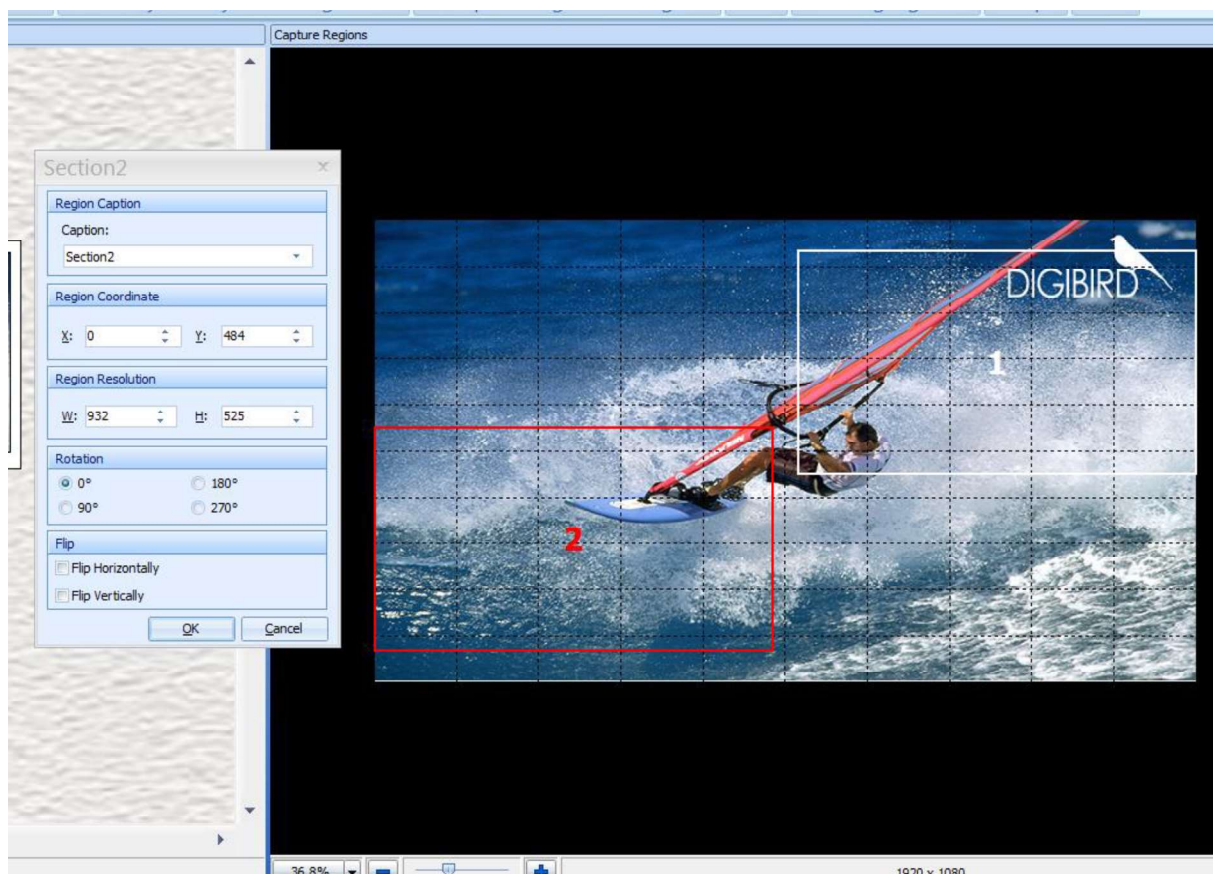 Capture Regions
Section2
Region Caption
Caption:
Section2
Region Coordinate
X: 0 Y: 484
Region Resolution
W: 932 H: 525
Rotation
0° 180°
90° 270°
Flip
Flip Horizontally
Flip Vertically
OK Cancel
DIGIBIRD
1
2
36.8%
1920 x 1080